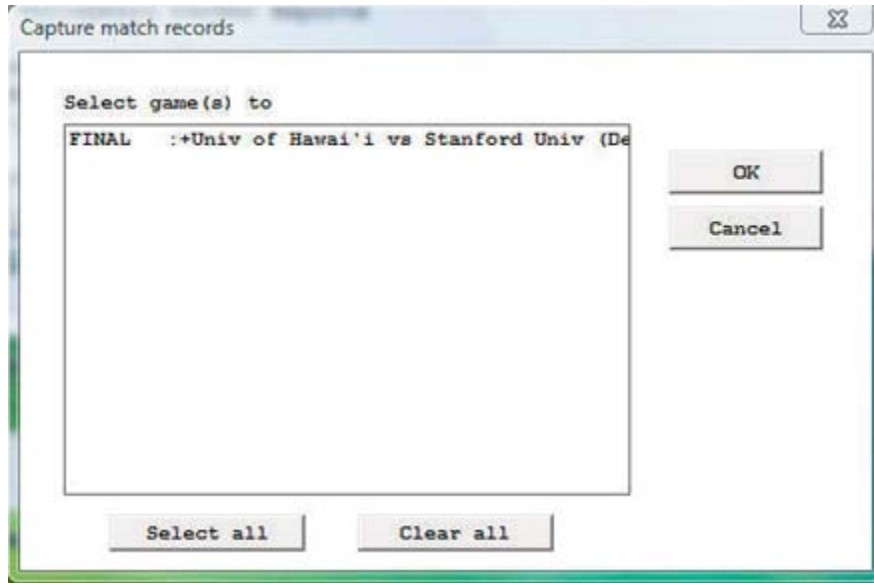 Capture match records
Select game(s) to
FINAL :+Univ of Hawai'i vs Stanford Univ (De
OK
Cancel
Select all
Clear all